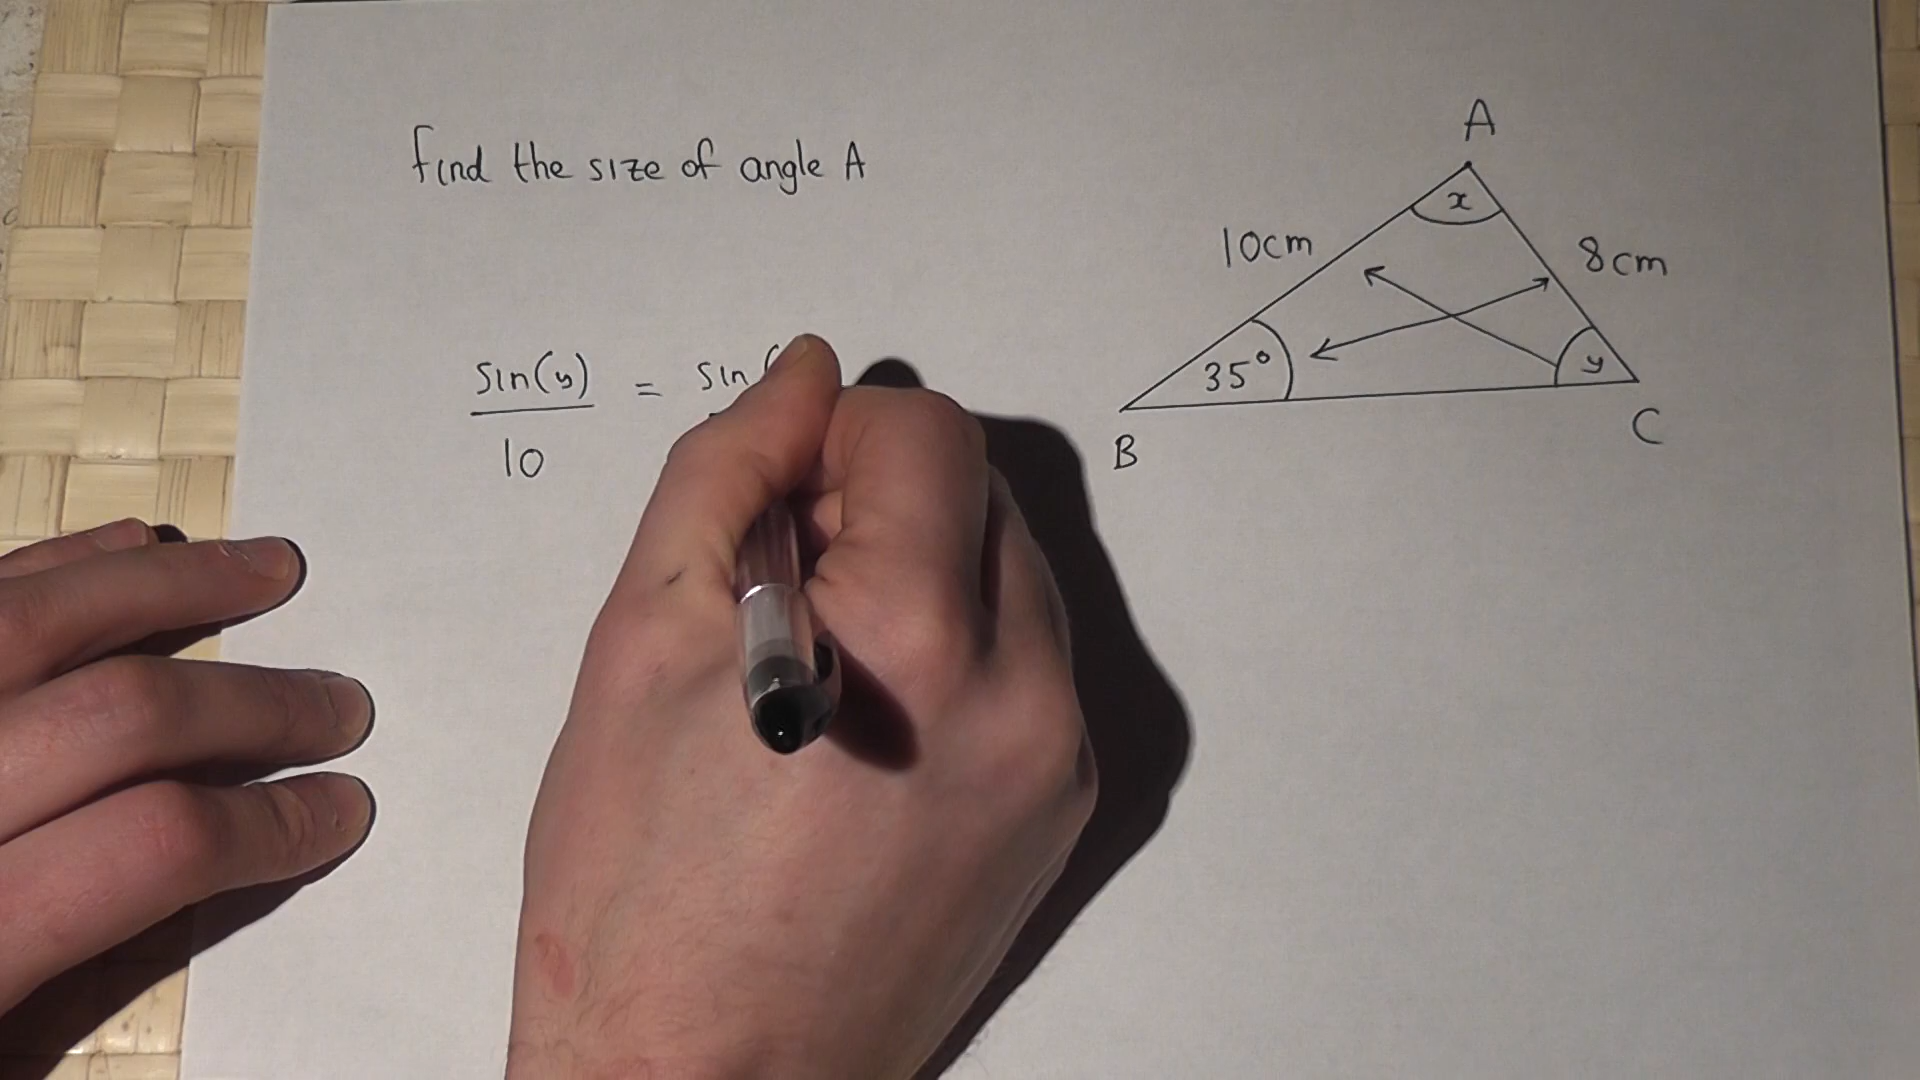 Find the size of angle A
A
x
10cm
8cm
35°
y
B
C
sin(y) = sin(
10